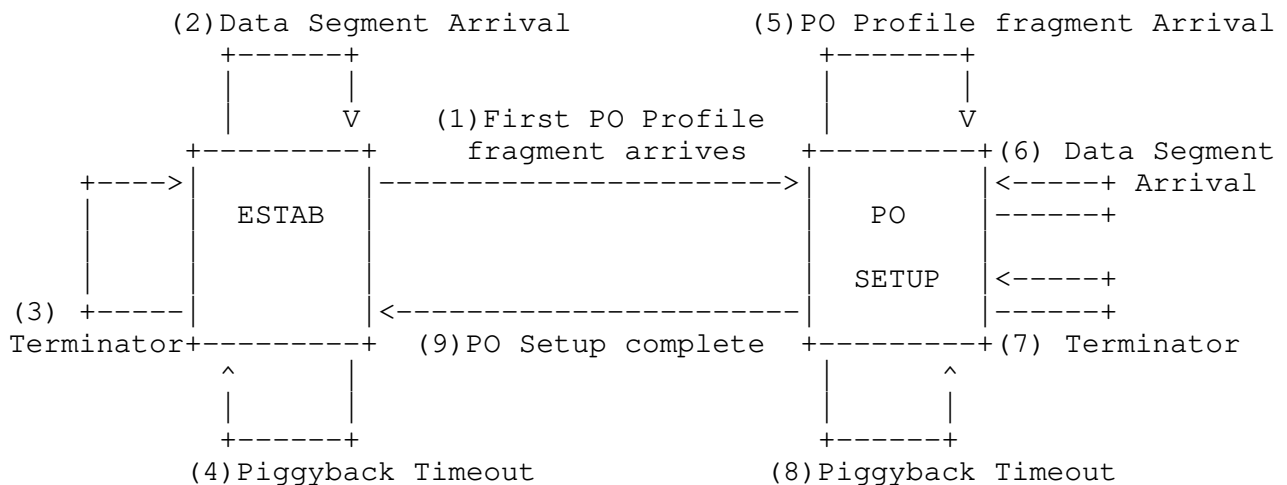 (2)Data Segment Arrival (5)PO Profile fragment Arrival
(1)First PO Profile
fragment arrives (6) Data Segment
Arrival
ESTAB PO
SETUP
(3)
Terminator (9)PO Setup complete (7) Terminator
(4)Piggyback Timeout (8)Piggyback Timeout